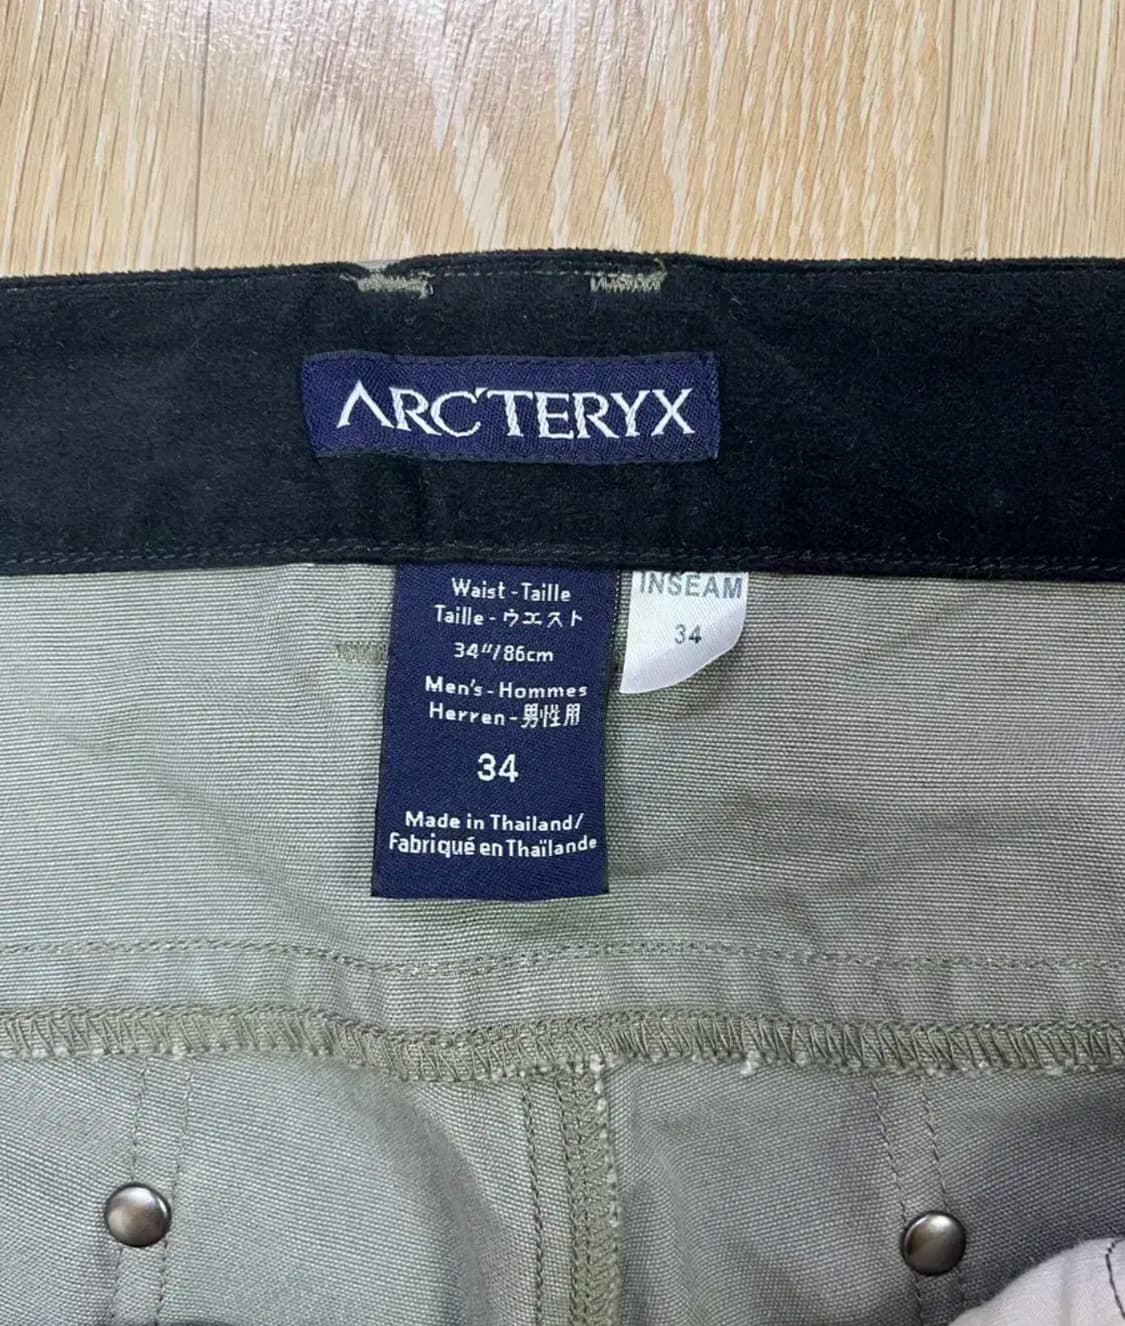 ARC'TERYX
Waist - Taille
Taille - ウエスト
34"/86cm
Men's - Hommes
Herren - 男性用
34
Made in Thailand/
Fabriqué en Thaïlande
INSEAM
34